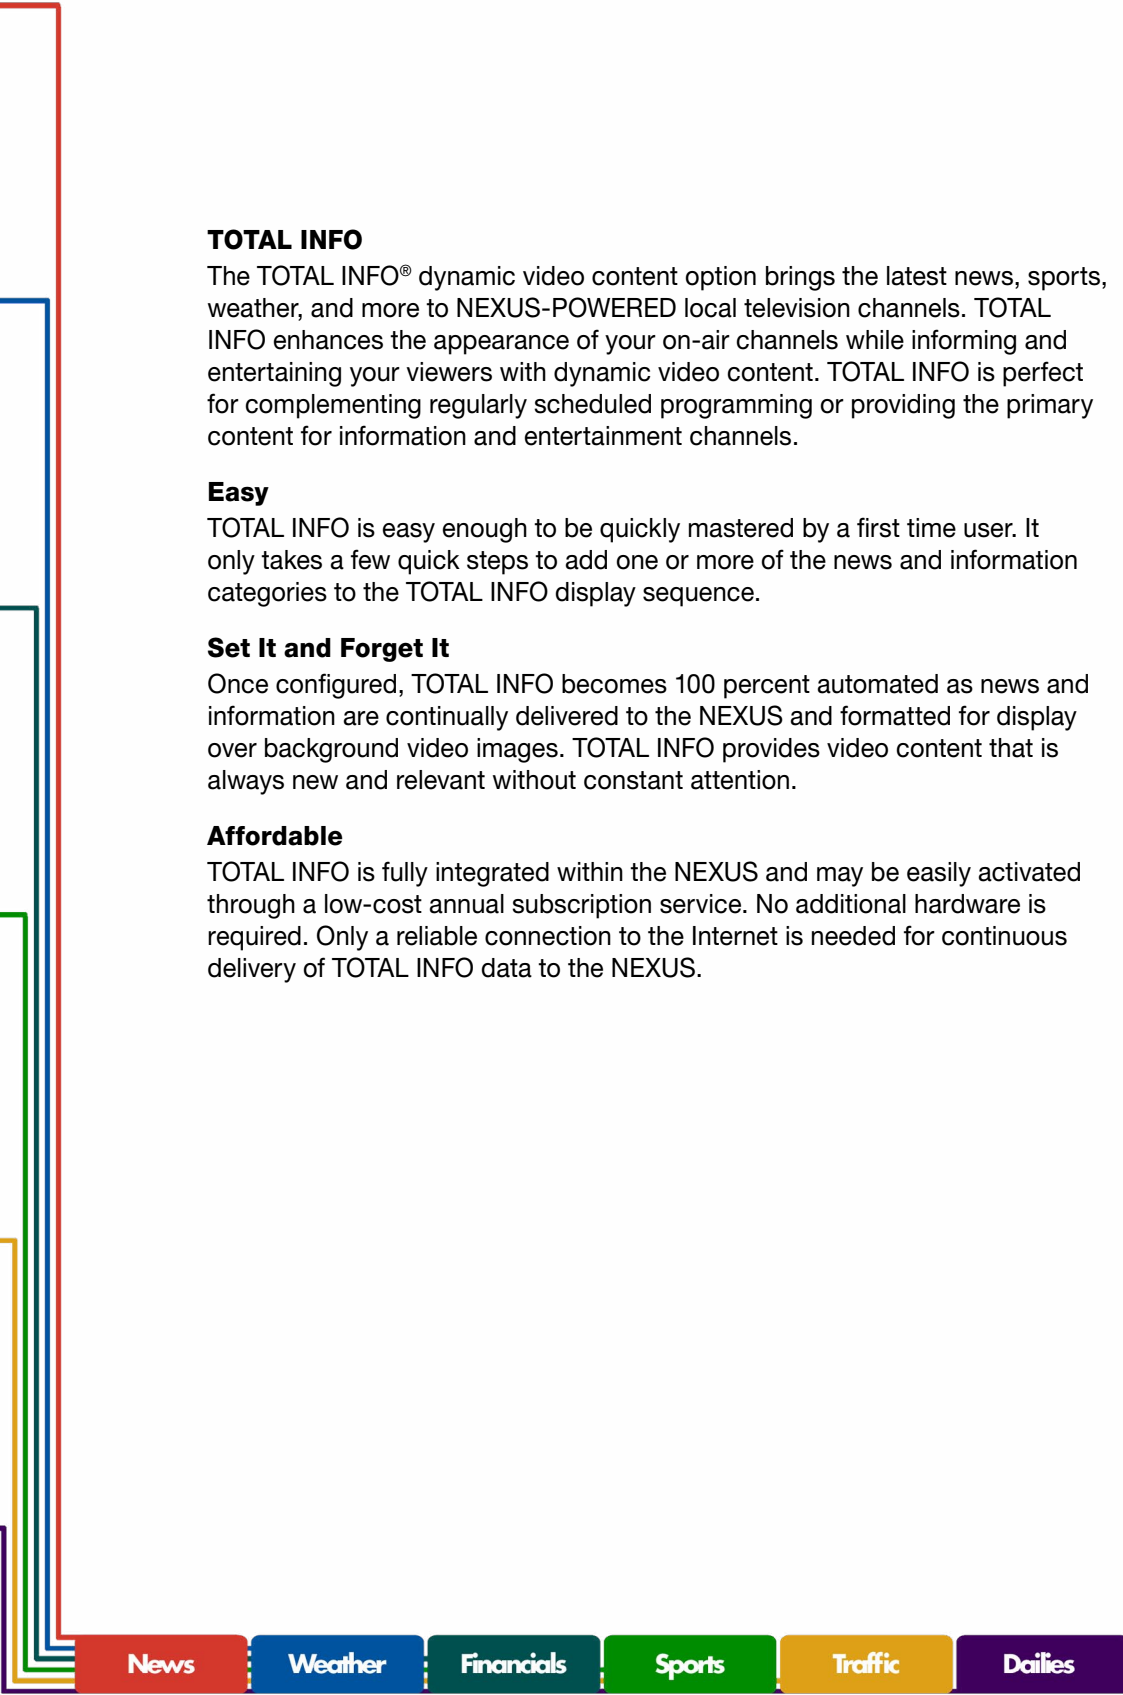 TOTAL INFO
The TOTAL INFO® dynamic video content option brings the latest news, sports,
weather, and more to NEXUS-POWERED local television channels. TOTAL
INFO enhances the appearance of your on-air channels while informing and
entertaining your viewers with dynamic video content. TOTAL INFO is perfect
for complementing regularly scheduled programming or providing the primary
content for information and entertainment channels.
Easy
TOTAL INFO is easy enough to be quickly mastered by a first time user. It
only takes a few quick steps to add one or more of the news and information
categories to the TOTAL INFO display sequence.
Set It and Forget It
Once configured, TOTAL INFO becomes 100 percent automated as news and
information are continually delivered to the NEXUS and formatted for display
over background video images. TOTAL INFO provides video content that is
always new and relevant without constant attention.
Affordable
TOTAL INFO is fully integrated within the NEXUS and may be easily activated
through a low-cost annual subscription service. No additional hardware is
required. Only a reliable connection to the Internet is needed for continuous
delivery of TOTAL INFO data to the NEXUS.
News Weather Financials Sports Traffic Dailies